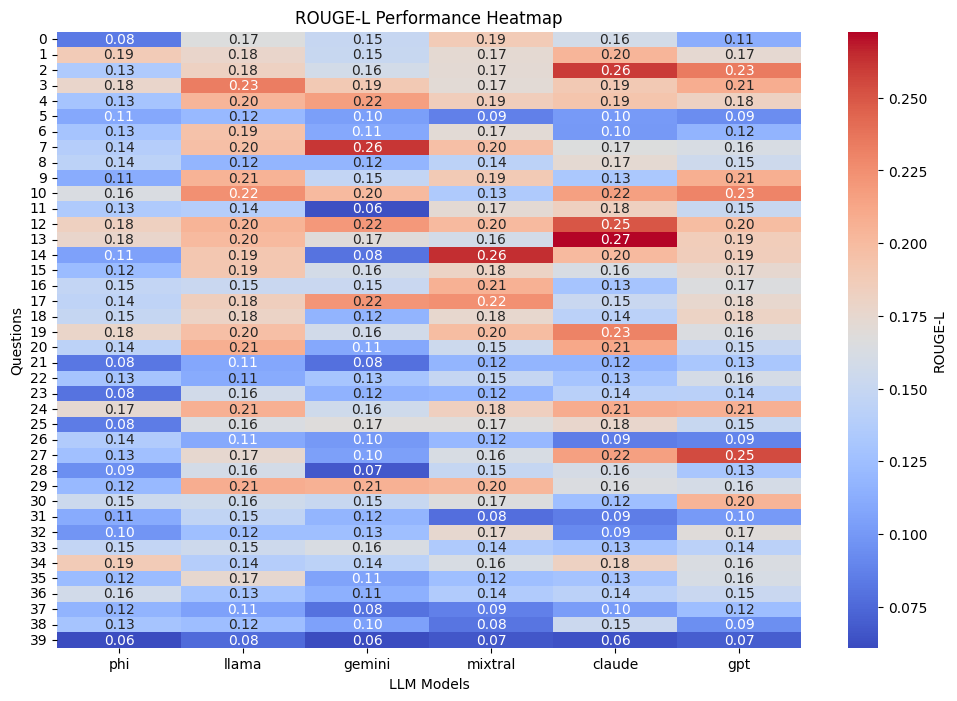 ROUGE-L Performance Heatmap
0 0.08 0.17 0.15 0.19 0.16 0.11
1 0.19 0.18 0.15 0.17 0.20 0.17
2 0.13 0.18 0.16 0.17 0.26 0.23
3 0.18 0.23 0.19 0.17 0.19 0.21
4 0.13 0.20 0.22 0.19 0.19 0.18
5 0.11 0.12 0.10 0.09 0.10 0.09
6 0.13 0.19 0.11 0.17 0.10 0.12
7 0.14 0.20 0.26 0.20 0.17 0.16
8 0.14 0.12 0.12 0.14 0.17 0.15
9 0.11 0.21 0.15 0.19 0.13 0.21
10 0.16 0.22 0.20 0.13 0.22 0.23
11 0.13 0.14 0.06 0.17 0.18 0.15
12 0.18 0.20 0.22 0.20 0.25 0.20
13 0.18 0.20 0.17 0.16 0.27 0.19
14 0.11 0.19 0.08 0.26 0.20 0.19
15 0.12 0.19 0.16 0.18 0.16 0.17
16 0.15 0.15 0.15 0.21 0.13 0.17
17 0.14 0.18 0.22 0.22 0.15 0.18
18 0.15 0.18 0.12 0.18 0.14 0.18
19 0.18 0.20 0.16 0.20 0.23 0.16
20 0.14 0.21 0.11 0.15 0.21 0.15
21 0.08 0.11 0.08 0.12 0.12 0.13
22 0.13 0.11 0.13 0.15 0.13 0.16
23 0.08 0.16 0.12 0.12 0.14 0.14
24 0.17 0.21 0.16 0.18 0.21 0.21
25 0.08 0.16 0.17 0.17 0.18 0.15
26 0.14 0.11 0.10 0.12 0.09 0.09
27 0.13 0.17 0.10 0.16 0.22 0.25
28 0.09 0.16 0.07 0.15 0.16 0.13
29 0.12 0.21 0.21 0.20 0.16 0.16
30 0.15 0.16 0.15 0.17 0.12 0.20
31 0.11 0.15 0.12 0.08 0.09 0.10
32 0.10 0.12 0.13 0.17 0.09 0.17
33 0.15 0.15 0.16 0.14 0.13 0.14
34 0.19 0.14 0.14 0.16 0.18 0.16
35 0.12 0.17 0.11 0.12 0.13 0.16
36 0.16 0.13 0.11 0.14 0.14 0.15
37 0.12 0.11 0.08 0.09 0.10 0.12
38 0.13 0.12 0.10 0.08 0.15 0.09
39 0.06 0.08 0.06 0.07 0.06 0.07
phi llama gemini mixtral claude gpt
LLM Models
Questions
0.250
0.225
0.200
0.175
0.150
0.125
0.100
0.075
ROUGE-L